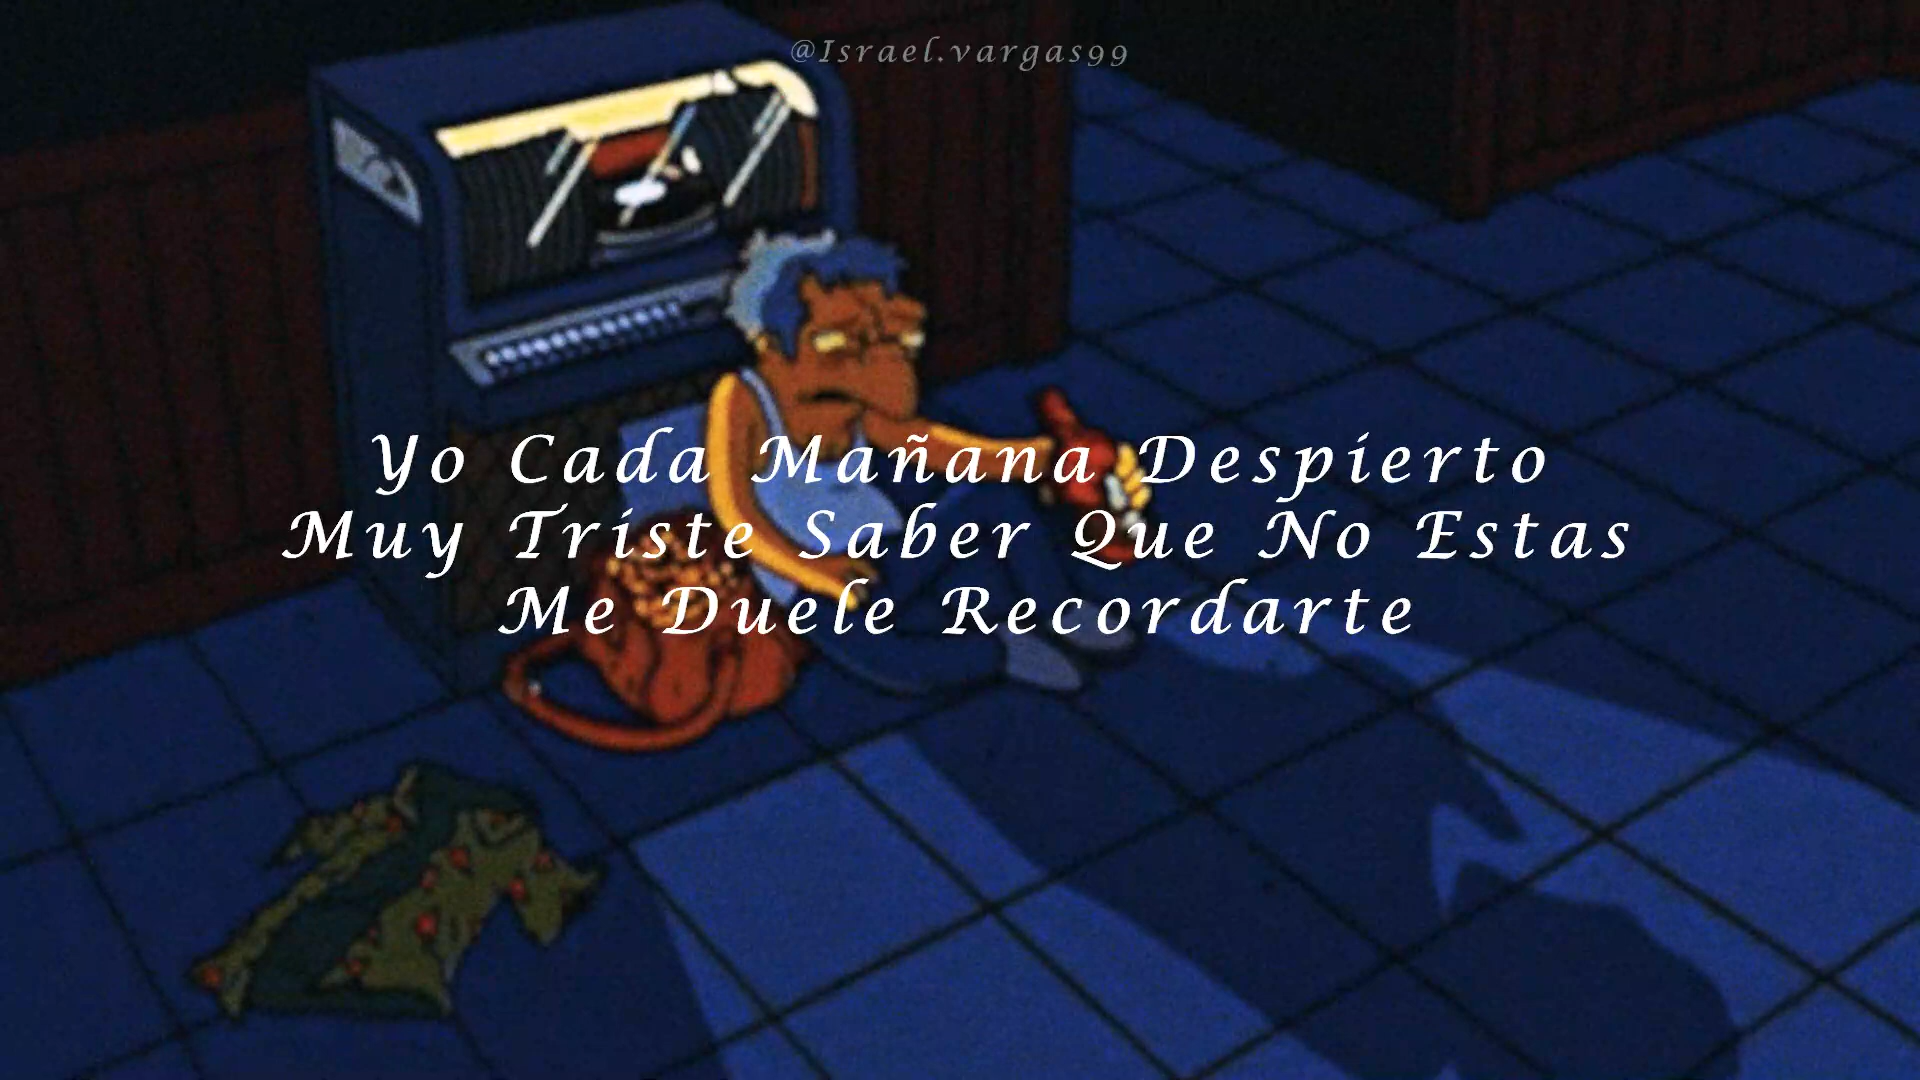 @Israel.vargas99
Yo Cada Mañana Despierto
Muy Triste Saber Que No Estas
Me Duele Recordarte